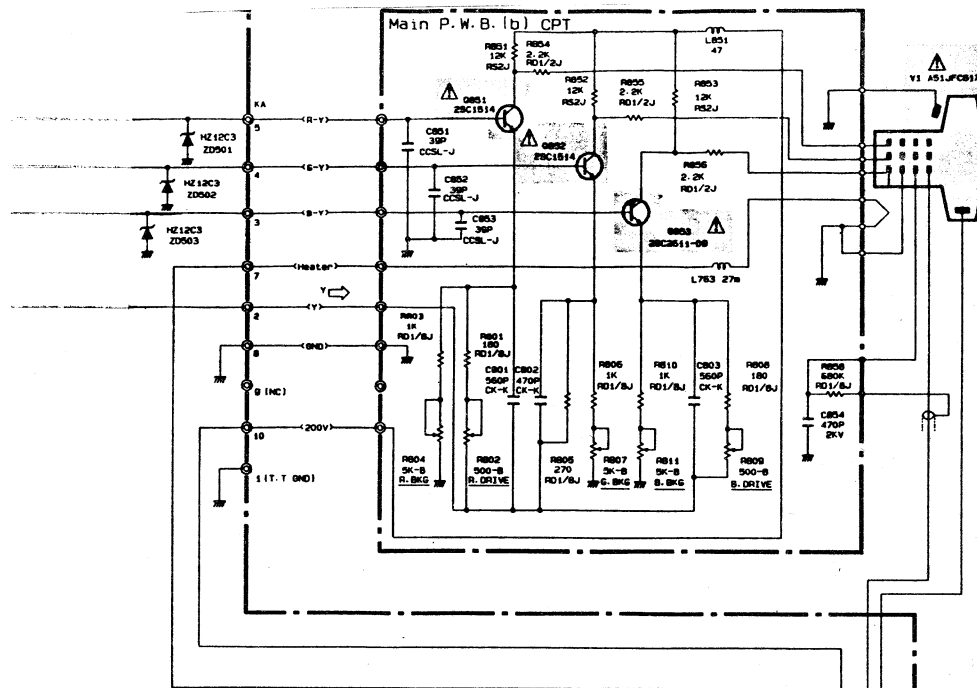 Main P.W.B.(b) CPT
R851
12K
RS2J
R854
2.2K
RD1/2J
L851
47
V1 A51JFC61X
R852
12K
RS2J
R855
2.2K
RD1/2J
R853
12K
RS2J
Q851
2SC1514
Q852
2SC1514
KA
5
(R-Y)
HZ12C3
ZD501
C851
39P
CCSL-J
4
(G-Y)
HZ12C3
ZD502
C852
39P
CCSL-J
R856
2.2K
RD1/2J
3
(B-Y)
HZ12C3
ZD503
C853
39P
CCSL-J
Q853
2SC2611-09
7
(Heater)
L763 27m
Y
2
(Y)
R803
1K
RD1/8J
R801
180
RD1/8J
8
(GND)
C801
560P
CK-K
C802
470P
CK-K
R806
1K
RD1/8J
R810
1K
RD1/8J
C803
560P
CK-K
R808
180
RD1/8J
R858
680K
RD1/8J
9 (NC)
C854
470P
2KV
10
(200V)
R804
5K-B
R.BKG
R802
500-B
R.DRIVE
R805
270
RD1/8J
R807
5K-B
G.BKG
R811
5K-B
B.BKG
R809
500-B
B.DRIVE
1 (T.T GND)